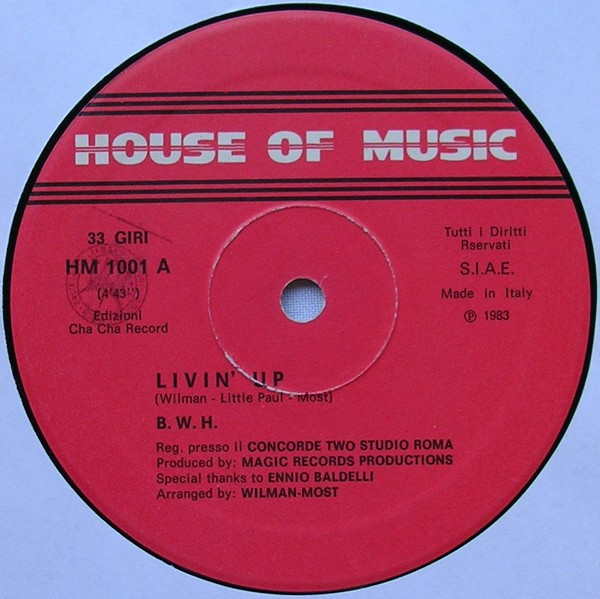 HOUSE OF MUSIC
33 GIRI
HM 1001 A
(4'43'')
Edizioni
Cha Cha Record
Tutti i Diritti
Rservati
S.I.A.E.
Made in Italy
℗ 1983
LIVIN' UP
(Wilman - Little Paul - Most)
B. W. H.
Reg. presso Il CONCORDE TWO STUDIO ROMA
Produced by: MAGIC RECORDS PRODUCTIONS
Special thanks to ENNIO BALDELLI
Arranged by: WILMAN-MOST